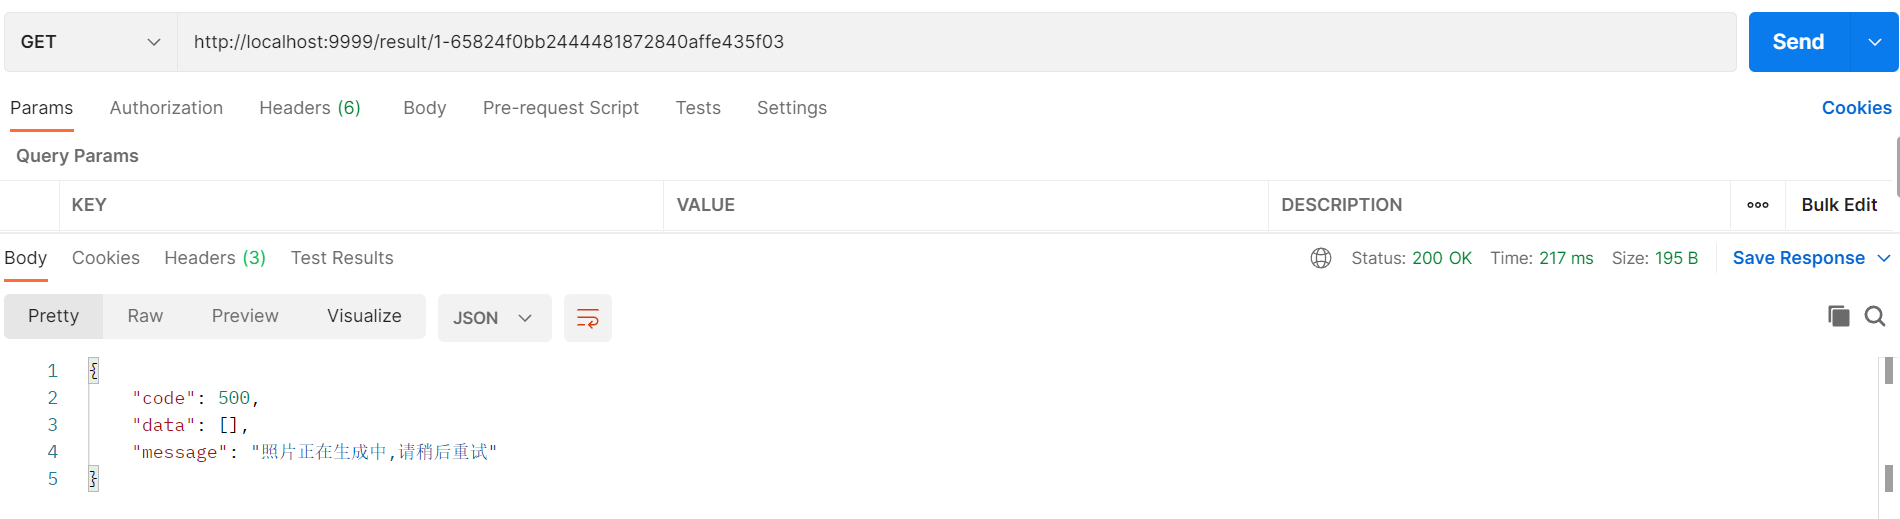 GET http://localhost:9999/result/1-65824f0bb2444481872840affe435f03 Send
Params Authorization Headers (6) Body Pre-request Script Tests Settings Cookies
Query Params
KEY VALUE DESCRIPTION Bulk Edit
Body Cookies Headers (3) Test Results Status: 200 OK Time: 217 ms Size: 195 B Save Response
Pretty Raw Preview Visualize JSON
1 {
2 "code": 500,
3 "data": [],
4 "message": "照片正在生成中,请稍后重试"
5 }